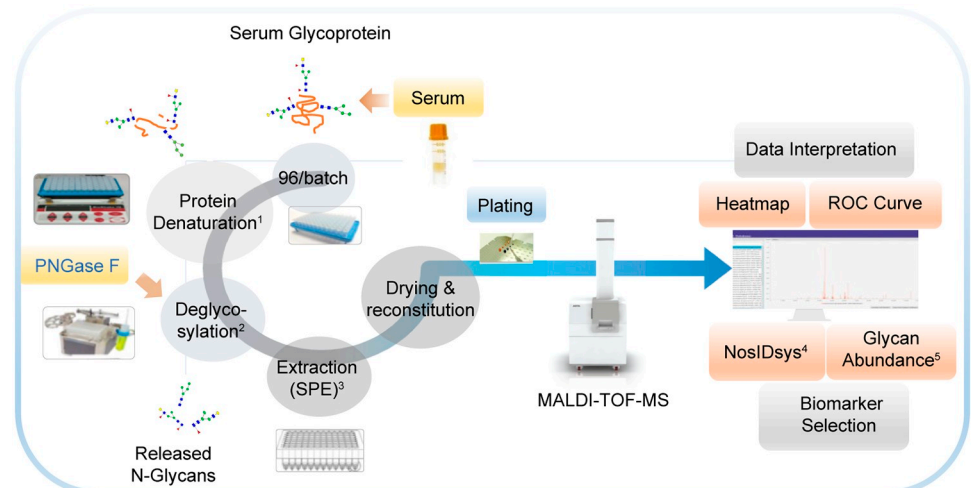 Serum Glycoprotein
Serum
96/batch
Protein
Denaturation¹
PNGase F
Deglyco-
sylation²
Extraction
(SPE)³
Released
N-Glycans
Drying &
reconstitution
Plating
MALDI-TOF-MS
Data Interpretation
Heatmap
ROC Curve
NosIDsys⁴
Glycan
Abundance⁵
Biomarker
Selection